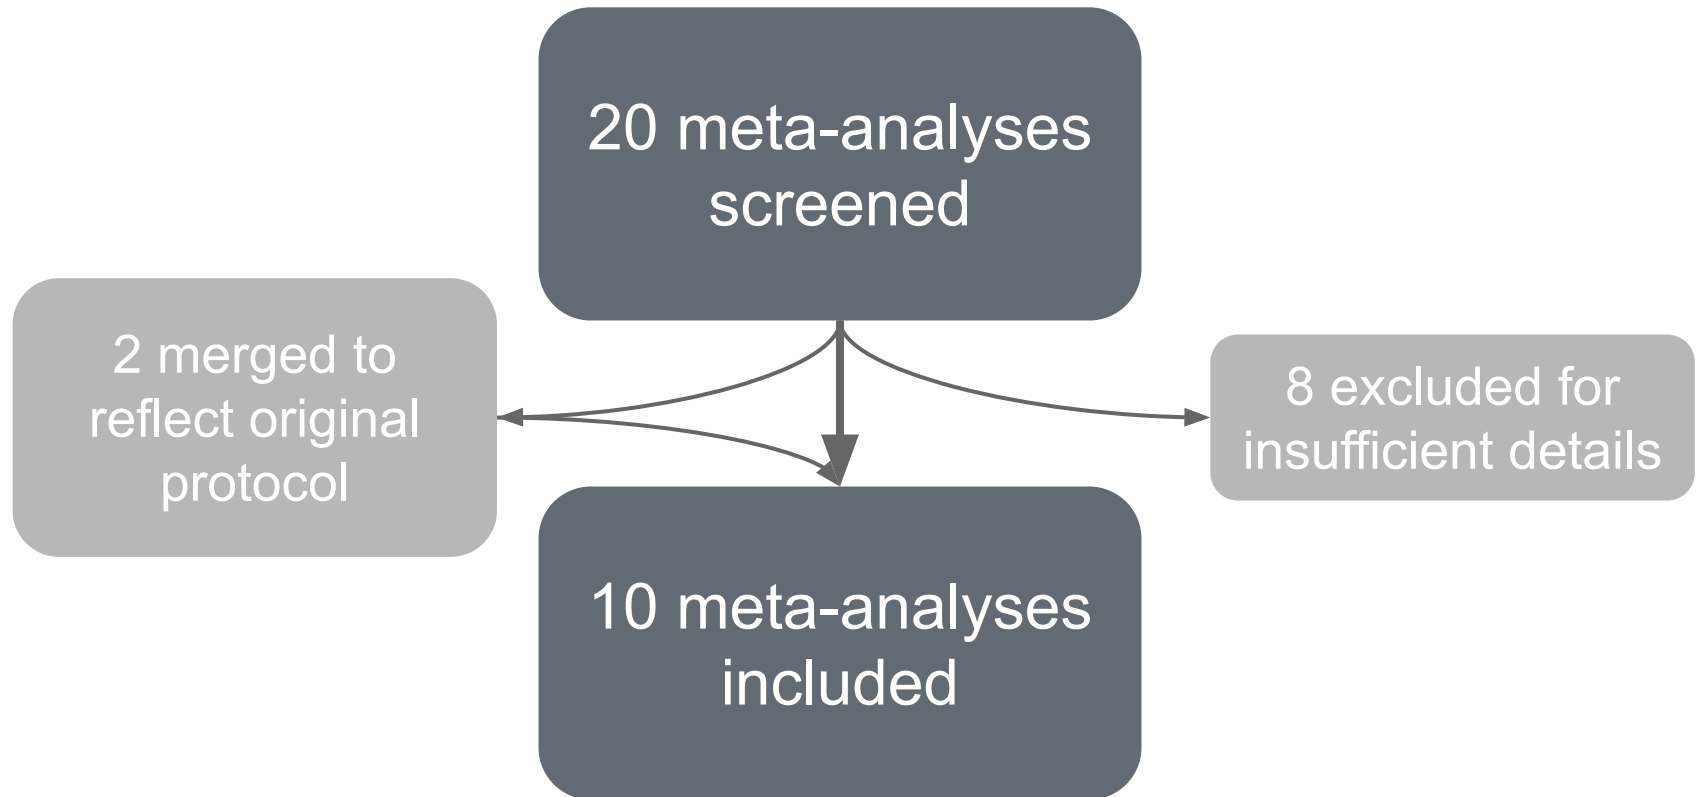 20 meta-analyses
screened
2 merged to
reflect original
protocol
8 excluded for
insufficient details
10 meta-analyses
included